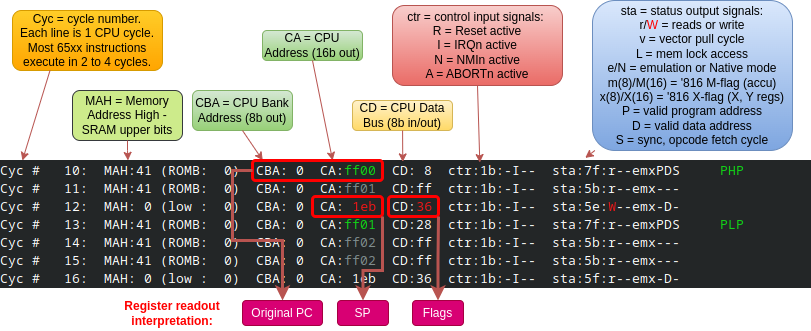 Cyc = cycle number.
Each line is 1 CPU cycle.
Most 65xx instructions
execute in 2 to 4 cycles.
MAH = Memory
Address High -
SRAM upper bits
CA = CPU
Address (16b out)
CBA = CPU Bank
Address (8b out)
ctr = control input signals:
R = Reset active
I = IRQn active
N = NMIn active
A = ABORTn active
CD = CPU Data
Bus (8b in/out)
sta = status output signals:
r/W = reads or write
v = vector pull cycle
L = mem lock access
e/N = emulation or Native mode
m(8)/M(16) = '816 M-flag (accu)
x(8)/X(16) = '816 X-flag (X, Y regs)
P = valid program address
D = valid data address
S = sync, opcode fetch cycle
Cyc # 10: MAH:41 (ROMB: 0) CBA: 0 CA:ff00 CD: 8 ctr:1b:-I-- sta:7f:r--emxPDS PHP
Cyc # 11: MAH:41 (ROMB: 0) CBA: 0 CA:ff01 CD:ff ctr:1b:-I-- sta:5b:r--emx---
Cyc # 12: MAH: 0 (low : 0) CBA: 0 CA: 1eb CD:36 ctr:1b:-I-- sta:5e:W--emx-D-
Cyc # 13: MAH:41 (ROMB: 0) CBA: 0 CA:ff01 CD:28 ctr:1b:-I-- sta:7f:r--emxPDS PLP
Cyc # 14: MAH:41 (ROMB: 0) CBA: 0 CA:ff02 CD:ff ctr:1b:-I-- sta:5b:r--emx---
Cyc # 15: MAH:41 (ROMB: 0) CBA: 0 CA:ff02 CD:ff ctr:1b:-I-- sta:5b:r--emx---
Cyc # 16: MAH: 0 (low : 0) CBA: 0 CA: 1eb CD:36 ctr:1b:-I-- sta:5f:r--emx-D-
Register readout
interpretation:
Original PC
SP
Flags